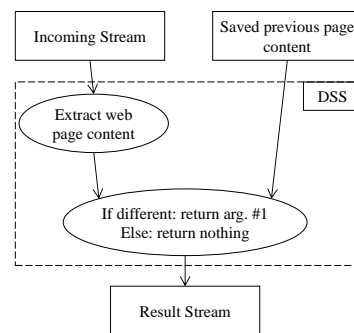 Incoming Stream
Saved previous page
content
DSS
Extract web
page content
If different: return arg. #1
Else: return nothing
Result Stream